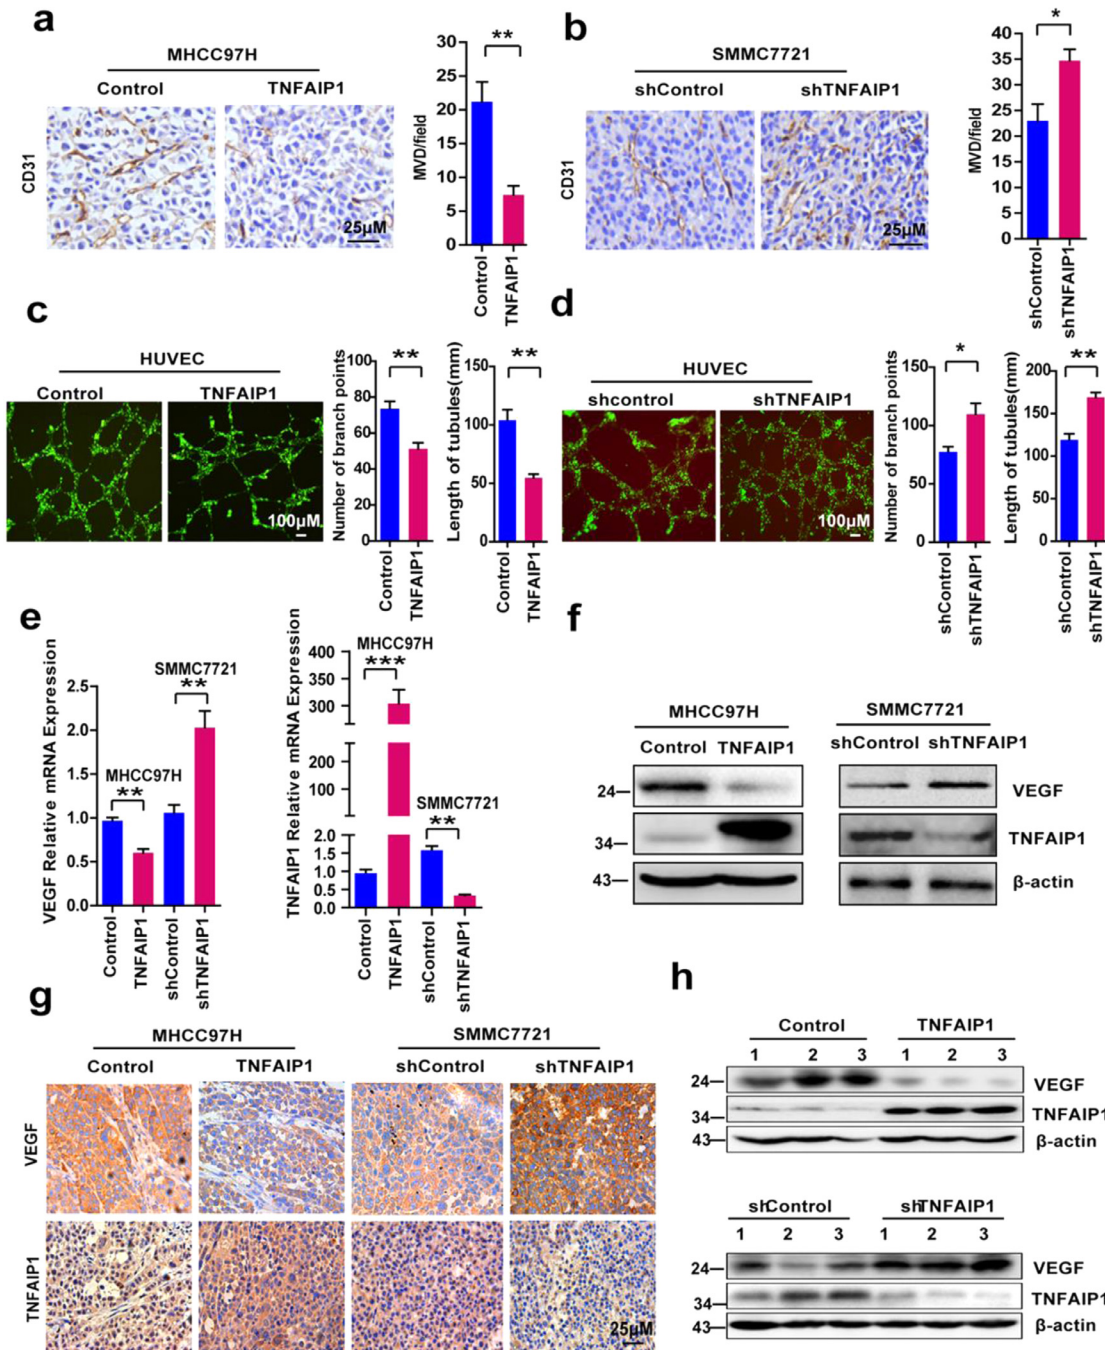 a
MHCC97H
Control TNFAIP1
CD31
25μM
MVD/field
30
25
20
15
10
5
0
**
Control
TNFAIP1
b
SMMC7721
shControl shTNFAIP1
CD31
25μM
MVD/field
40
35
30
25
20
15
10
5
0
*
shControl
shTNFAIP1
c
HUVEC
Control TNFAIP1
100μM
Number of branch points
100
80
60
40
20
0
**
Control
TNFAIP1
Length of tubules(mm)
150
100
50
0
**
Control
TNFAIP1
d
HUVEC
shcontrol shTNFAIP1
100μM
Number of branch points
150
100
50
0
*
shControl
shTNFAIP1
Length of tubules(mm)
200
150
100
50
0
**
shControl
shTNFAIP1
e
VEGF Relative mRNA Expression
2.5
2.0
1.5
1.0
0.5
0.0
MHCC97H
**
SMMC7721
**
Control
TNFAIP1
shControl
shTNFAIP1
TNFAIP1 Relative mRNA Expression
400
350
300
200
100
2.0
1.5
1.0
0.5
0.0
MHCC97H
***
SMMC7721
**
Control
TNFAIP1
shControl
shTNFAIP1
f
MHCC97H SMMC7721
Control TNFAIP1 shControl shTNFAIP1
24 VEGF
34 TNFAIP1
43 β-actin
g
MHCC97H SMMC7721
Control TNFAIP1 shControl shTNFAIP1
VEGF
TNFAIP1
25μM
h
Control TNFAIP1
1 2 3 1 2 3
24 VEGF
34 TNFAIP1
43 β-actin
shControl shTNFAIP1
1 2 3 1 2 3
24 VEGF
34 TNFAIP1
43 β-actin